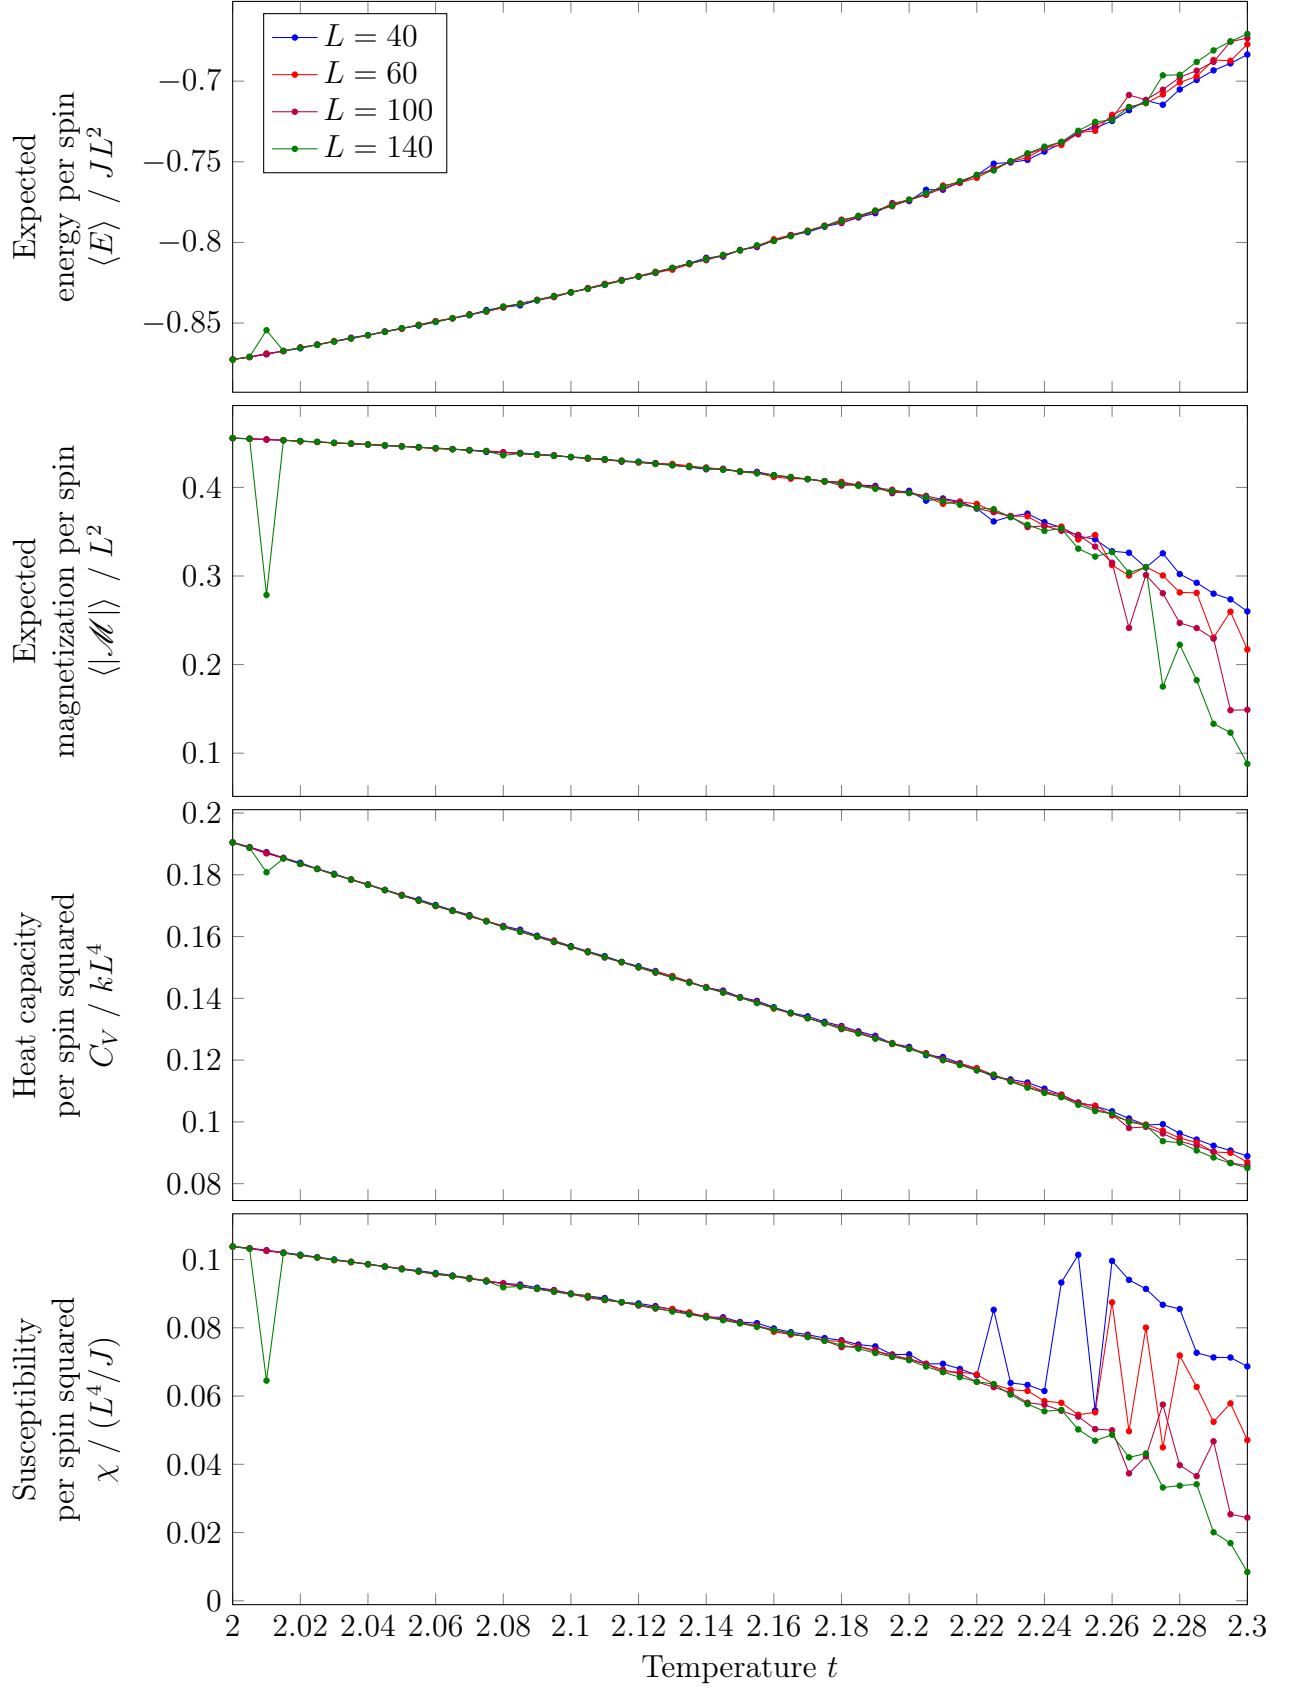 L = 40
L = 60
L = 100
L = 140
Expected
energy per spin
⟨E⟩ / JL²
−0.7
−0.75
−0.8
−0.85
Expected
magnetization per spin
⟨|ℳ|⟩ / L²
0.4
0.3
0.2
0.1
Heat capacity
per spin squared
C_V / kL⁴
0.2
0.18
0.16
0.14
0.12
0.1
0.08
Susceptibility
per spin squared
χ / (L⁴/J)
0.1
0.08
0.06
0.04
0.02
0
2 2.02 2.04 2.06 2.08 2.1 2.12 2.14 2.16 2.18 2.2 2.22 2.24 2.26 2.28 2.3
Temperature t